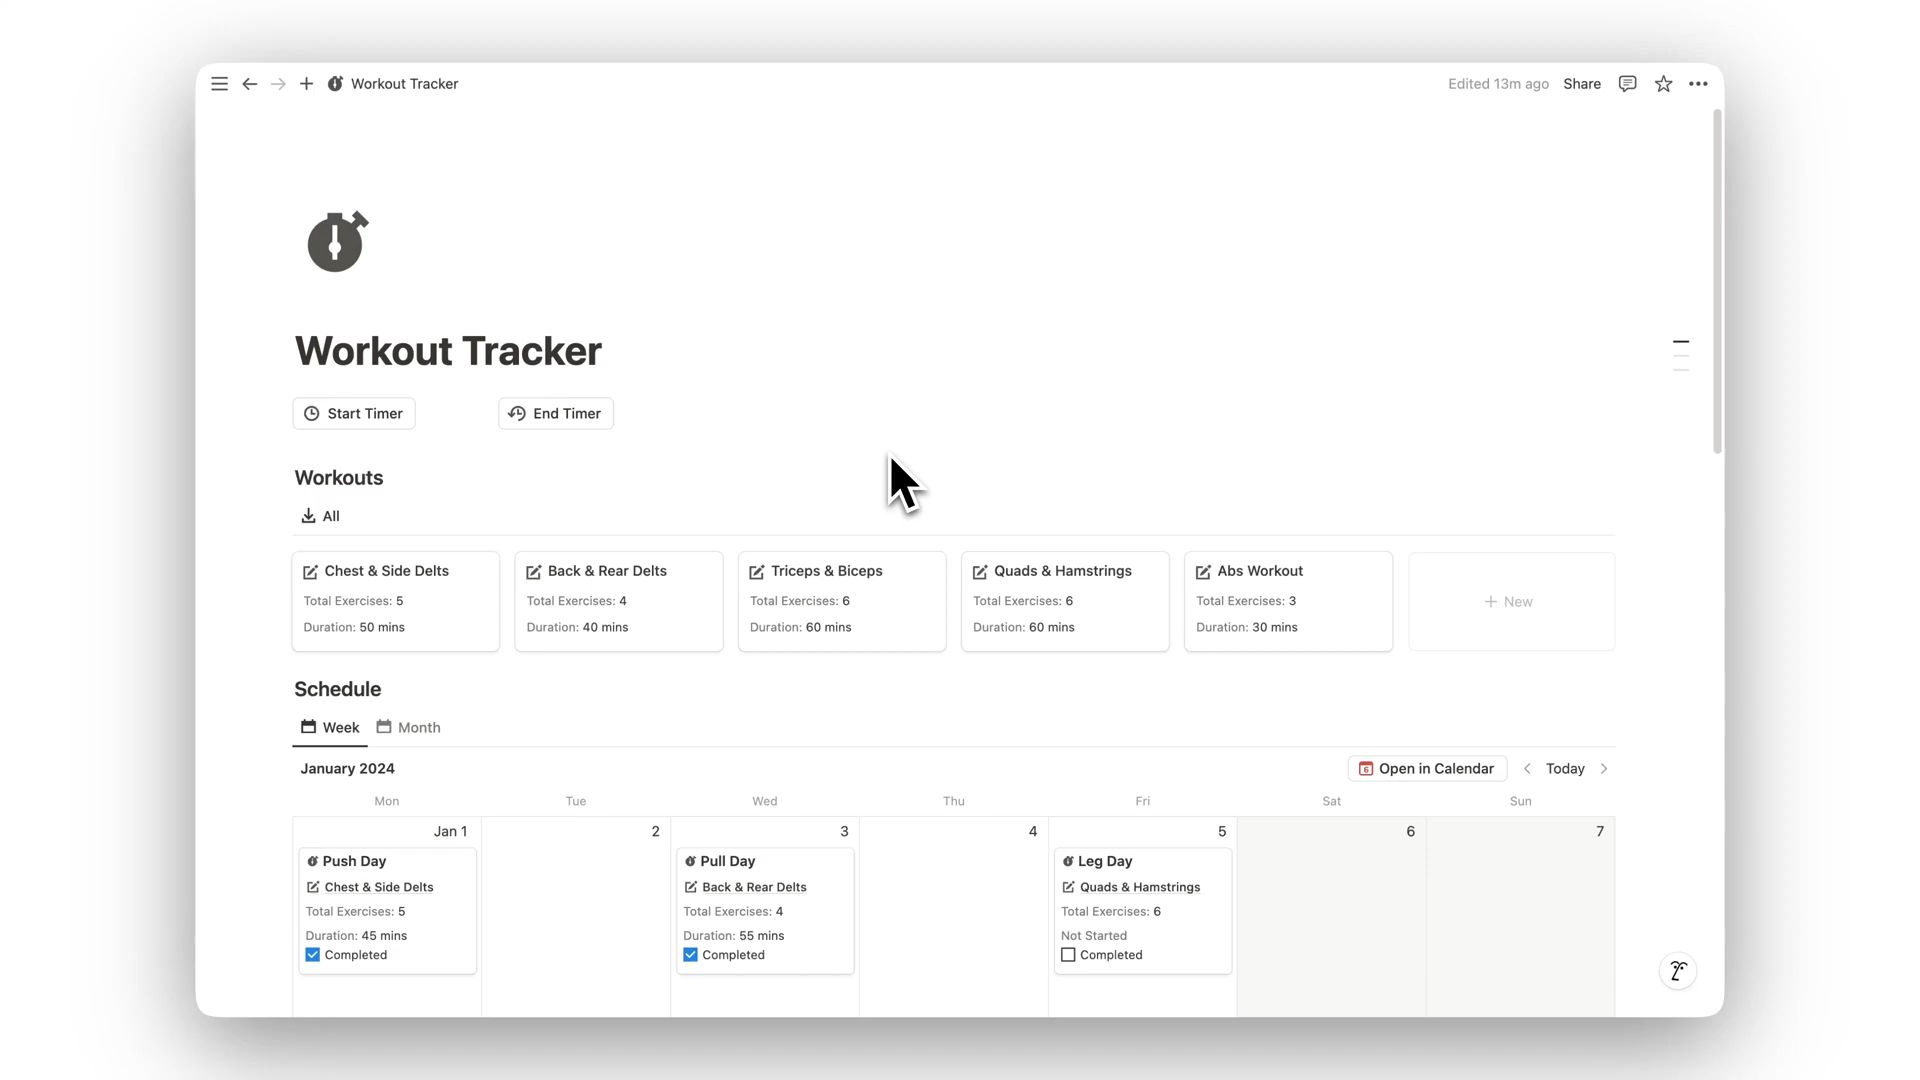 Workout Tracker
Edited 13m ago Share
Workout Tracker
Start Timer End Timer
Workouts
All
Chest & Side Delts Back & Rear Delts Triceps & Biceps Quads & Hamstrings Abs Workout
Total Exercises: 5 Total Exercises: 4 Total Exercises: 6 Total Exercises: 6 Total Exercises: 3 + New
Duration: 50 mins Duration: 40 mins Duration: 60 mins Duration: 60 mins Duration: 30 mins
Schedule
Week Month
January 2024 6 Open in Calendar Today
Mon Tue Wed Thu Fri Sat Sun
Jan 1 2 3 4 5 6 7
Push Day Pull Day Leg Day
Chest & Side Delts Back & Rear Delts Quads & Hamstrings
Total Exercises: 5 Total Exercises: 4 Total Exercises: 6
Duration: 45 mins Duration: 55 mins Not Started
Completed Completed Completed